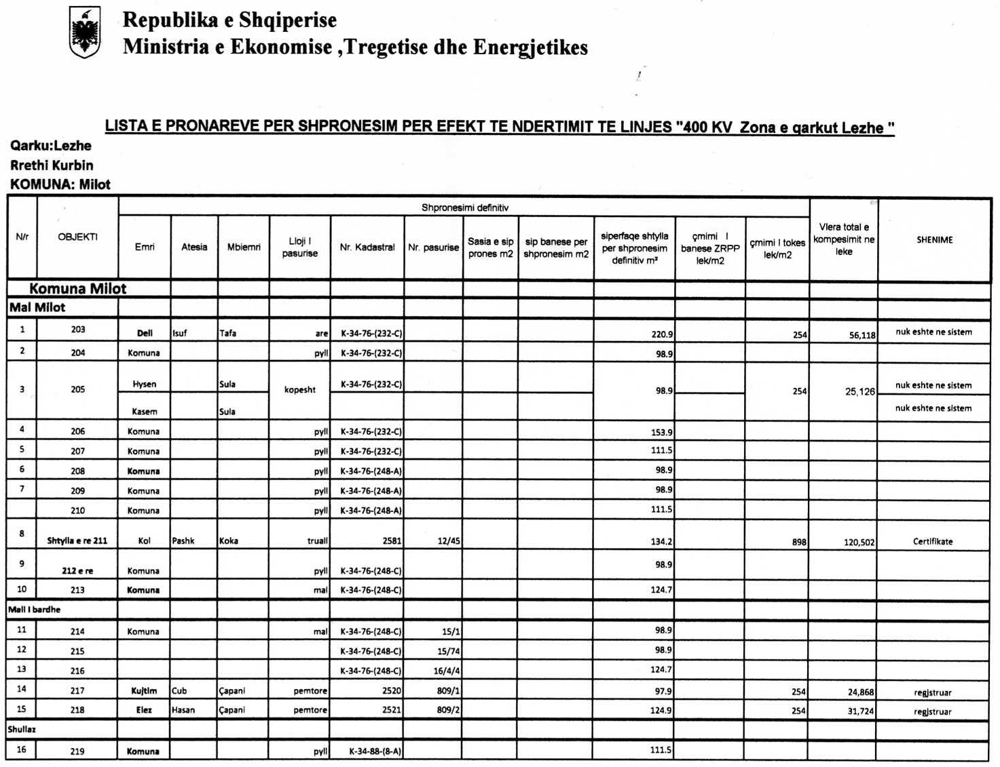 Republika e Shqiperise
Ministria e Ekonomise ,Tregetise dhe Energjetikes
LISTA E PRONAREVE PER SHPRONESIM PER EFEKT TE NDERTIMIT TE LINJES "400 KV Zona e qarkut Lezhe "
Qarku:Lezhe
Rrethi Kurbin
KOMUNA: Milot
Shpronesimi definitiv
N/r OBJEKTI Emri Atesia Mbiemri Lloji I pasurise Nr. Kadastral Nr. pasurise Sasia e sip prones m2 sip banese per shpronesim m2 siperfaqe shtylla per shpronesim definitiv m² çmimi I banese ZRPP lek/m2 çmimi I tokes lek/m2 Vlera total e kompesimit ne leke SHENIME
Komuna Milot
Mal Milot
1 203 Dell Isuf Tafa are K-34-76-(232-C) 220.9 254 56,118 nuk eshte ne sistem
2 204 Komuna pyll K-34-76-(232-C) 98.9
3 205 Hysen Sula kopesht K-34-76-(232-C) 98.9 254 25,126 nuk eshte ne sistem
Kasem Sula nuk eshte ne sistem
4 206 Komuna pyll K-34-76-(232-C) 153.9
5 207 Komuna pyll K-34-76-(232-C) 111.5
6 208 Komuna pyll K-34-76-(248-A) 98.9
7 209 Komuna pyll K-34-76-(248-A) 98.9
210 Komuna pyll K-34-76-(248-A) 111.5
8 Shtylla e re 211 Kol Pashk Koka truall 2581 12/45 134.2 898 120,502 Certifikate
9 212 e re Komuna pyll K-34-76-(248-C) 98.9
10 213 Komuna mal K-34-76-(248-C) 124.7
Mali I bardhe
11 214 Komuna mal K-34-76-(248-C) 15/1 98.9
12 215 K-34-76-(248-C) 15/74 98.9
13 216 K-34-76-(248-C) 16/4/4 124.7
14 217 Kujtim Cub Çapani pemtore 2520 809/1 97.9 254 24,868 regjstruar
15 218 Elez Hasan Çapani pemtore 2521 809/2 124.9 254 31,724 regjstruar
Shullaz
16 219 Komuna pyll K-34-88-(8-A) 111.5